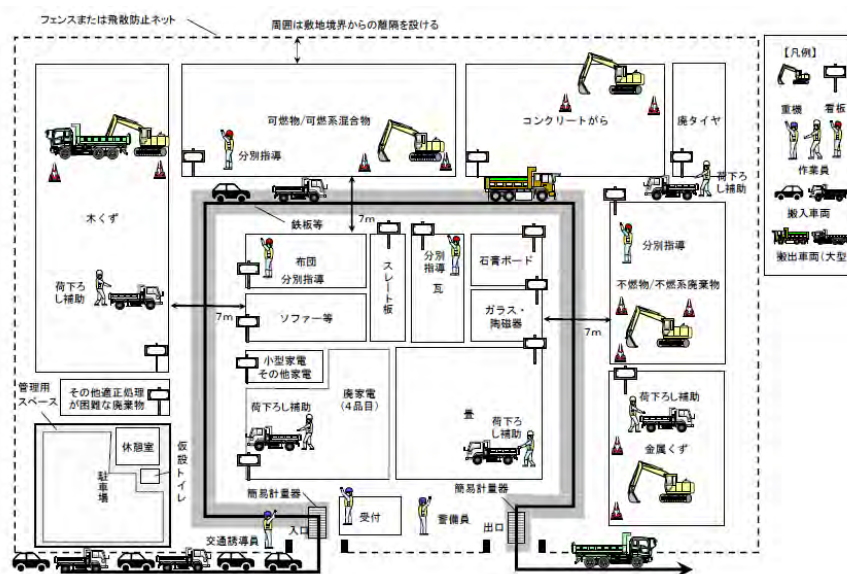 フェンスまたは飛散防止ネット
周囲は敷地境界からの離隔を設ける
【凡例】
重機
看板
作業員
搬入車両
搬出車両(大型)
可燃物/可燃系混合物
分別指導
コンクリートがら
廃タイヤ
荷下ろ
し補助
木くず
鉄板等
7m
布団
分別指導
スレート板
分別
指導
瓦
石膏ボード
分別指導
不燃物/不燃系廃棄物
荷下ろ
し補助
7m
ソファー等
ガラス・
陶磁器
7m
小型家電
その他家電
廃家電
(4品目)
荷下ろし補助
畳
荷下ろ
し補助
荷下ろし補助
金属くず
管理用
スペース
その他適正処理
が困難な廃棄物
休憩室
仮設トイレ
駐車場
簡易計量器
入口
受付
警備員
簡易計量器
出口
交通誘導員